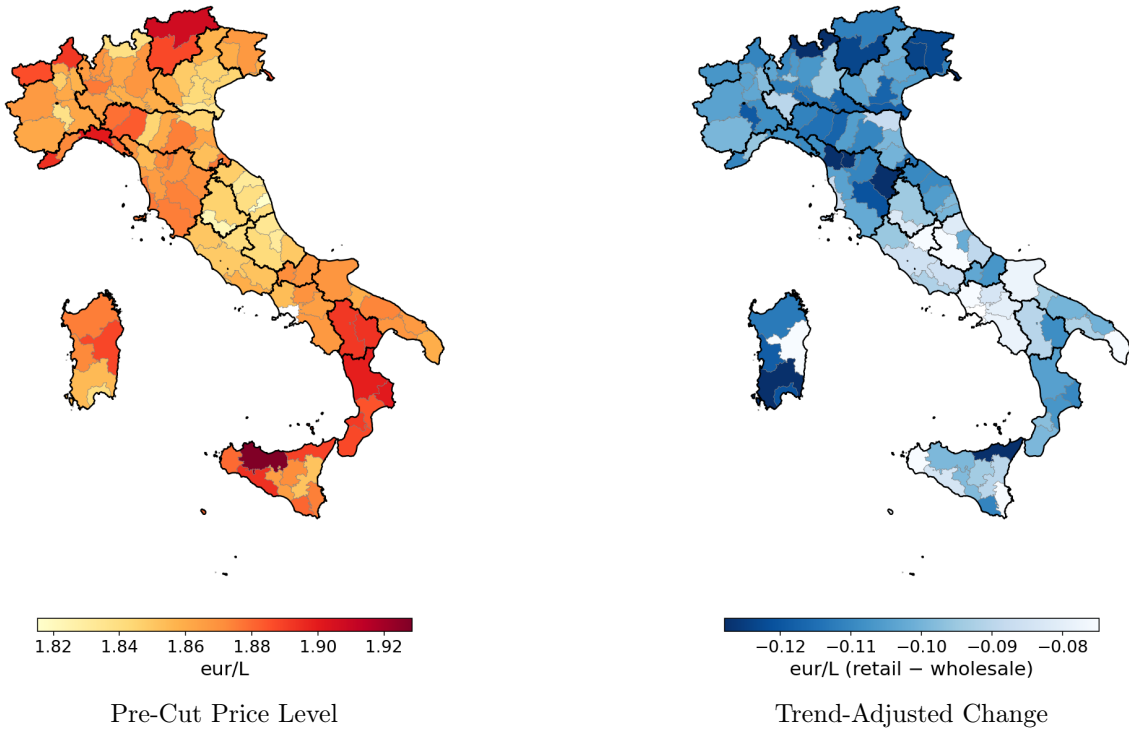 1.82 1.84 1.86 1.88 1.90 1.92
eur/L
Pre-Cut Price Level
−0.12 −0.11 −0.10 −0.09 −0.08
eur/L (retail − wholesale)
Trend-Adjusted Change